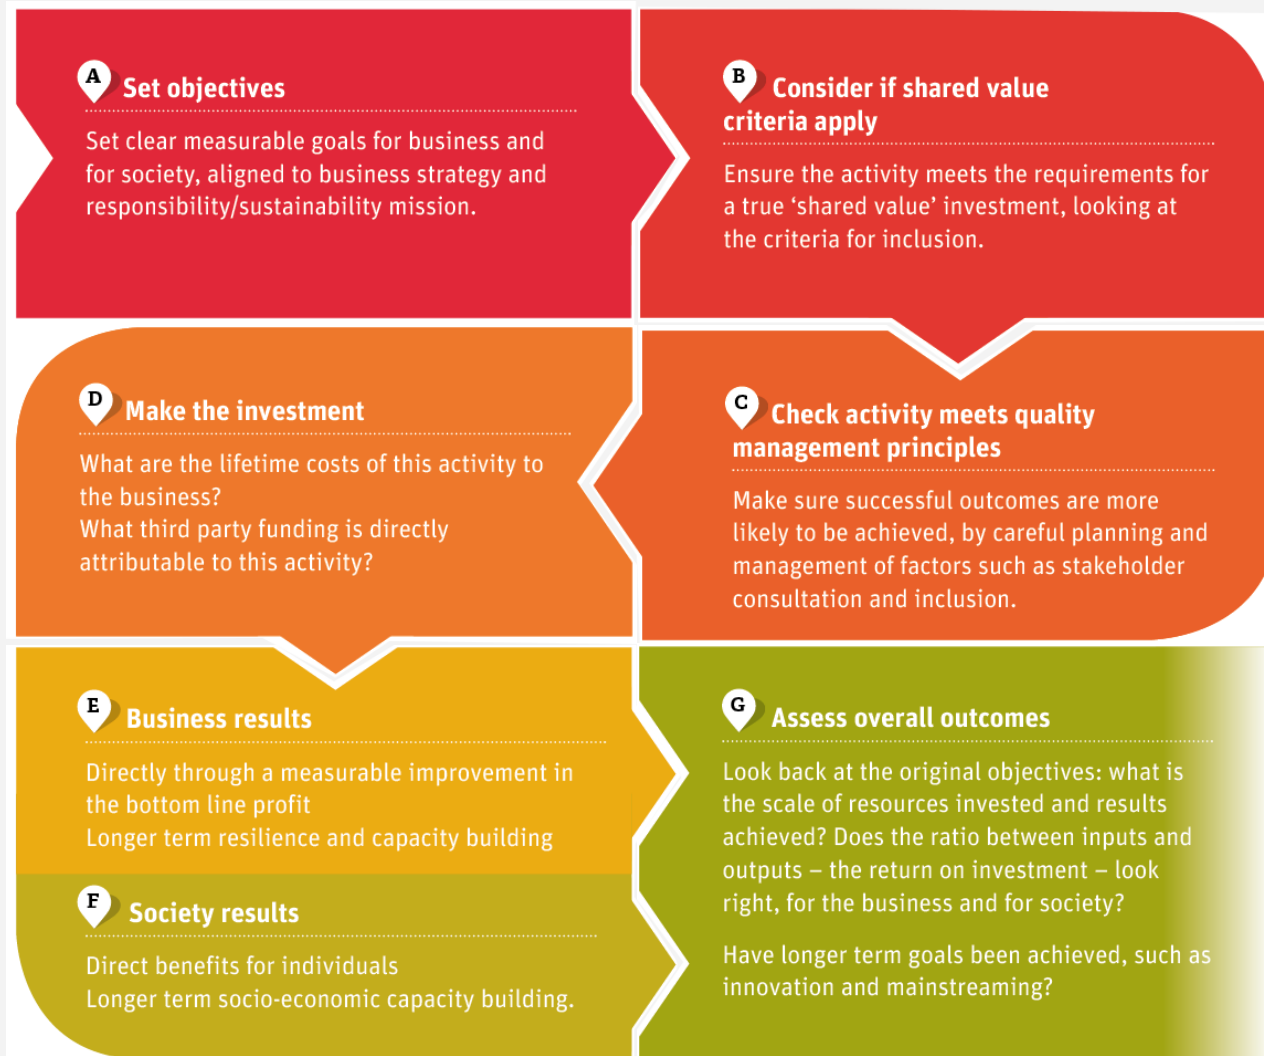 A Set objectives
Set clear measurable goals for business and
for society, aligned to business strategy and
responsibility/sustainability mission.
B Consider if shared value
criteria apply
Ensure the activity meets the requirements for
a true ‘shared value’ investment, looking at
the criteria for inclusion.
C Check activity meets quality
management principles
Make sure successful outcomes are more
likely to be achieved, by careful planning and
management of factors such as stakeholder
consultation and inclusion.
D Make the investment
What are the lifetime costs of this activity to
the business?
What third party funding is directly
attributable to this activity?
E Business results
Directly through a measurable improvement in
the bottom line profit
Longer term resilience and capacity building
F Society results
Direct benefits for individuals
Longer term socio-economic capacity building.
G Assess overall outcomes
Look back at the original objectives: what is
the scale of resources invested and results
achieved? Does the ratio between inputs and
outputs – the return on investment – look
right, for the business and for society?
Have longer term goals been achieved, such as
innovation and mainstreaming?